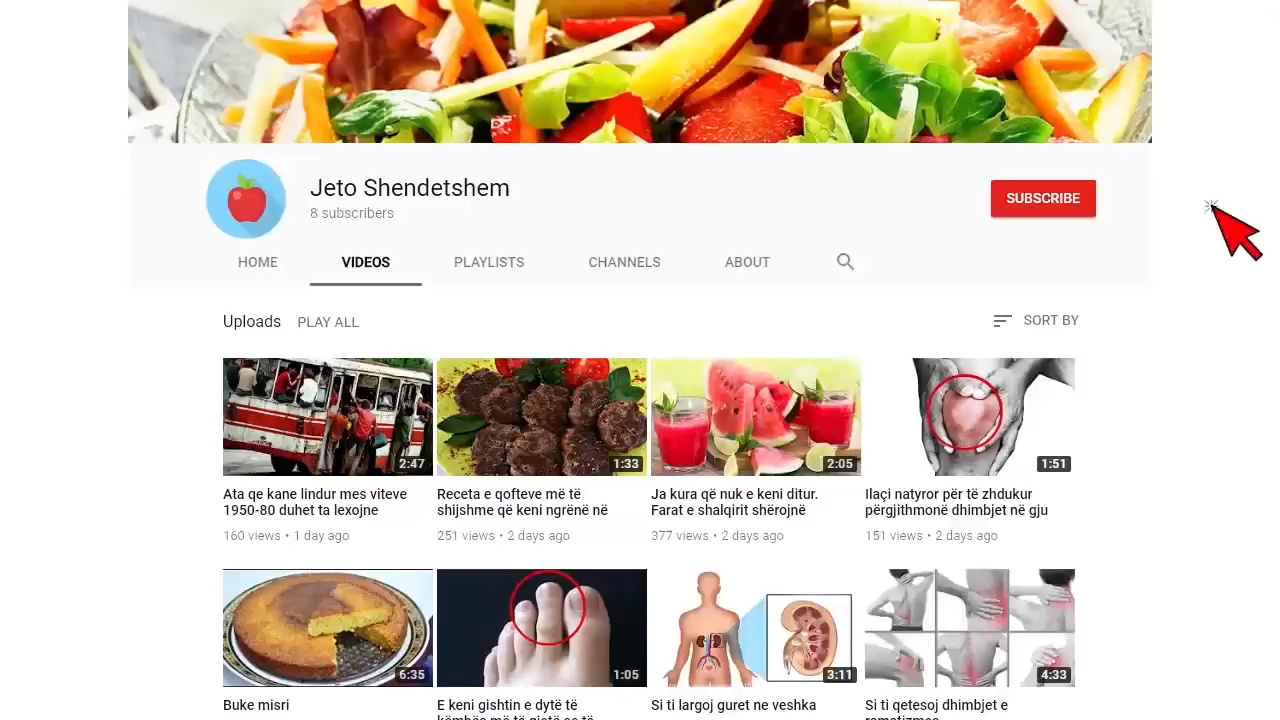 Jeto Shendetshem
8 subscribers
SUBSCRIBE
HOME
VIDEOS
PLAYLISTS
CHANNELS
ABOUT
Uploads
PLAY ALL
SORT BY
2:47
1:33
2:05
1:51
Ata qe kane lindur mes viteve
1950-80 duhet ta lexojne
160 views • 1 day ago
Receta e qofteve më të
shijshme që keni ngrënë në
251 views • 2 days ago
Ja kura që nuk e keni ditur.
Farat e shalqirit shërojnë
377 views • 2 days ago
Ilaçi natyror për të zhdukur
përgjithmonë dhimbjet në gju
151 views • 2 days ago
6:35
1:05
3:11
4:33
Buke misri
E keni gishtin e dytë të
Si ti largoj guret ne veshka
Si ti qetesoj dhimbjet e